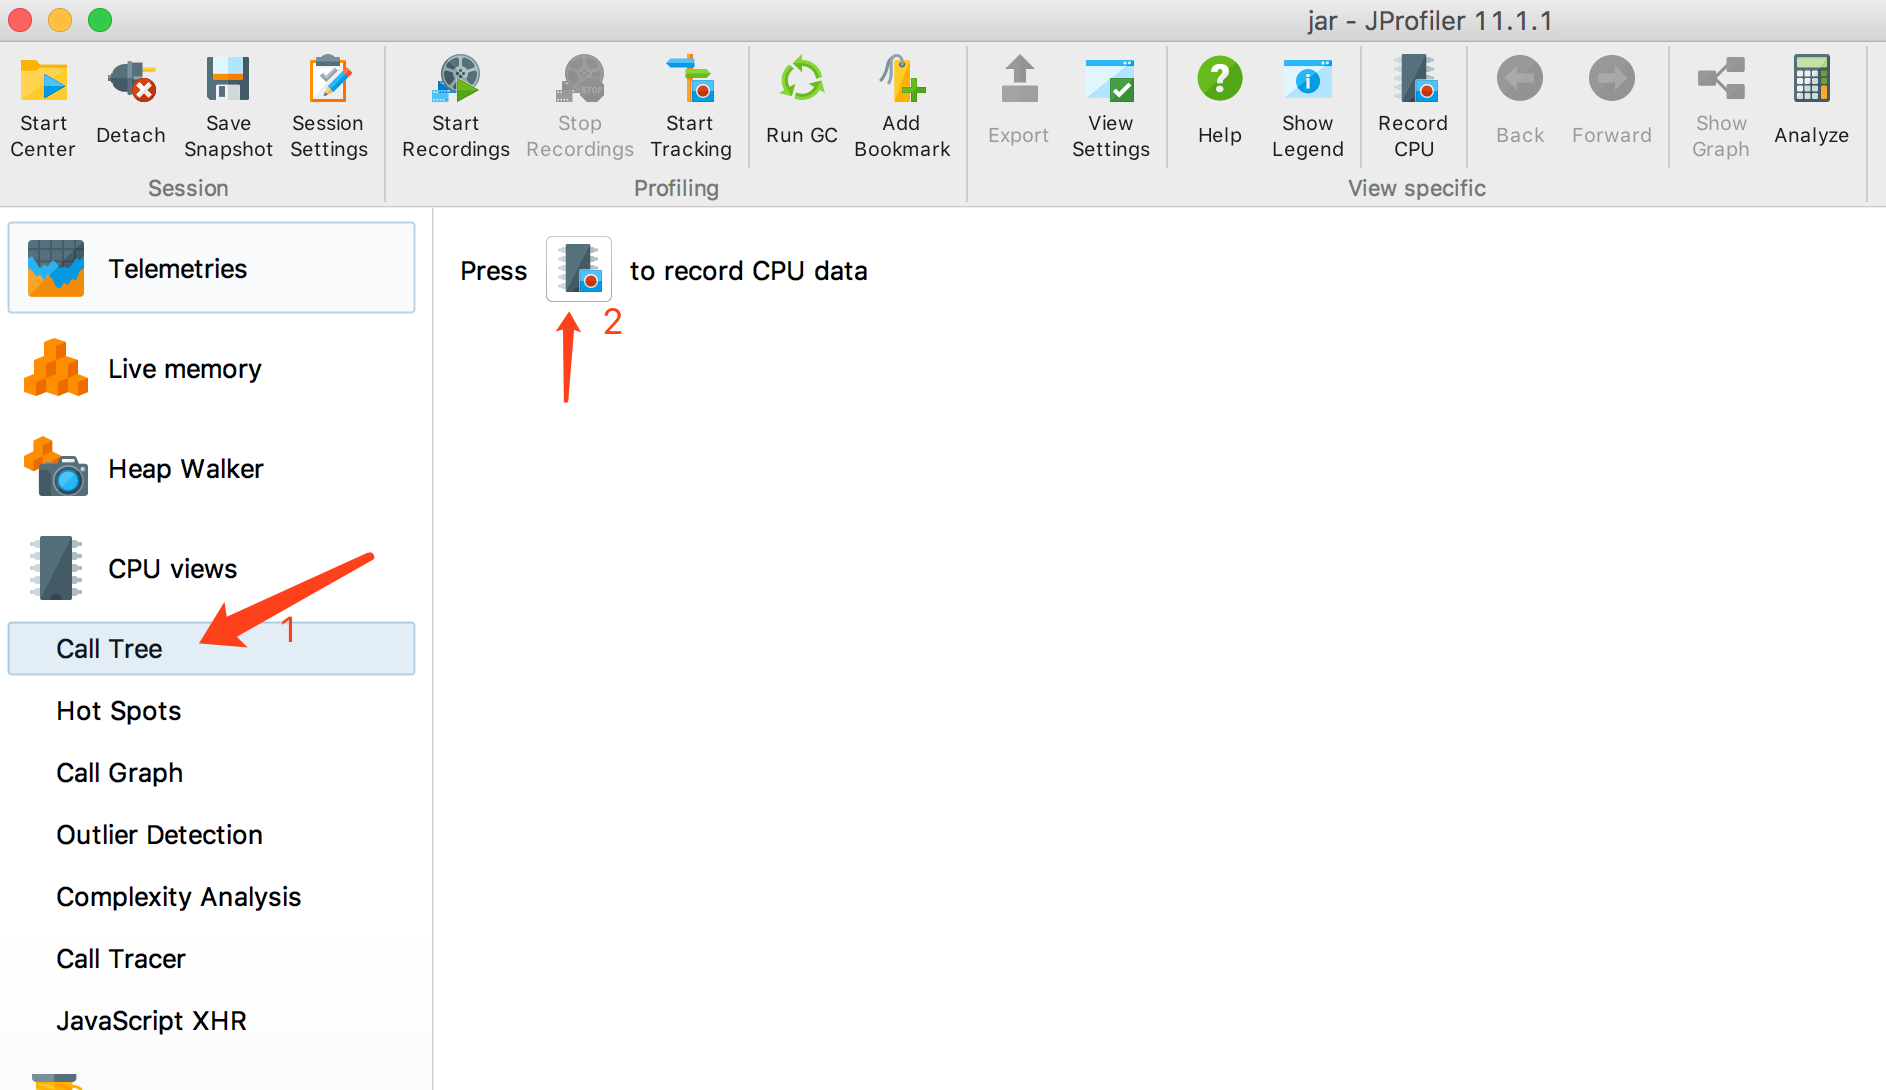 jar - JProfiler 11.1.1
Start Center
Detach
Save Snapshot
Session Settings
Start Recordings
Stop Recordings
Start Tracking
Run GC
Add Bookmark
Export
View Settings
Help
Show Legend
Record CPU
Back
Forward
Show Graph
Analyze
Session
Profiling
View specific
Telemetries
Live memory
Heap Walker
CPU views
Call Tree
1
Hot Spots
Call Graph
Outlier Detection
Complexity Analysis
Call Tracer
JavaScript XHR
Press to record CPU data
2